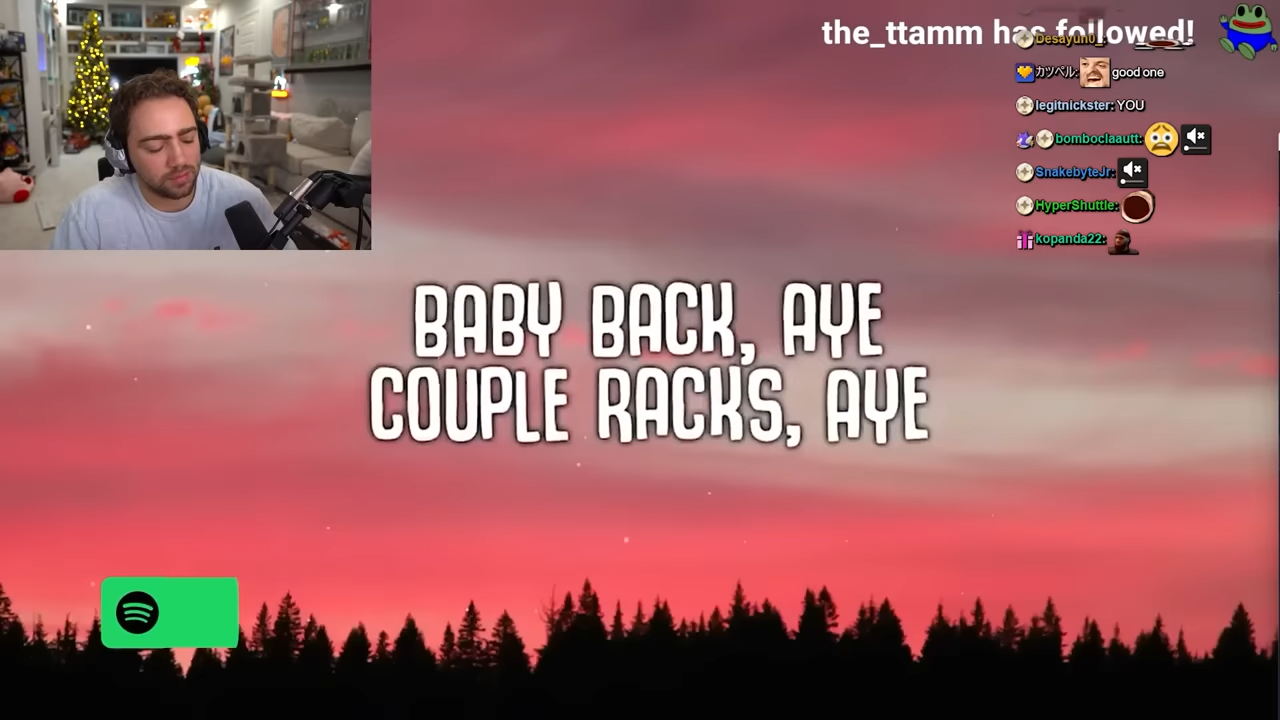 the_ttamm has followed!
Desayun0_:
カツベル: good one
legitnickster: YOU
bomboclaautt:
SnakebyteJr:
HyperShuttle:
kopanda22:
BABY BACK, AYE
COUPLE RACKS, AYE